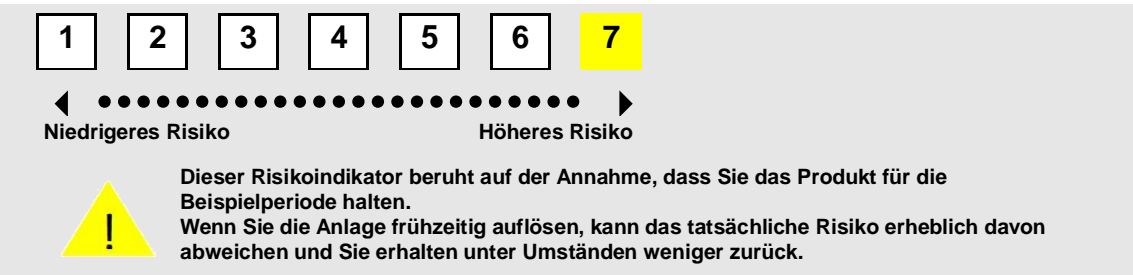 1 2 3 4 5 6 7
Niedrigeres Risiko Höheres Risiko
Dieser Risikoindikator beruht auf der Annahme, dass Sie das Produkt für die
Beispielperiode halten.
Wenn Sie die Anlage frühzeitig auflösen, kann das tatsächliche Risiko erheblich davon
abweichen und Sie erhalten unter Umständen weniger zurück.
!